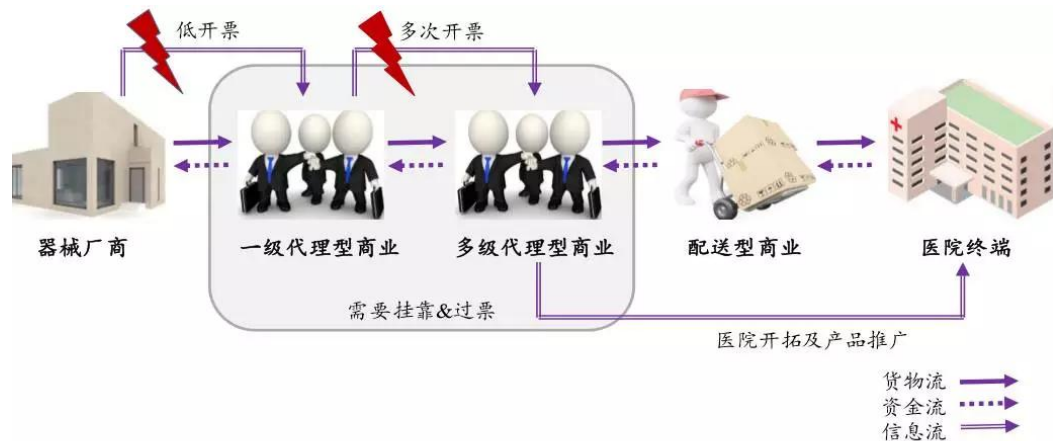 低开票
多次开票
器械厂商
一级代理型商业
多级代理型商业
配送型商业
医院终端
需要挂靠&过票
医院开拓及产品推广
货物流
资金流
信息流